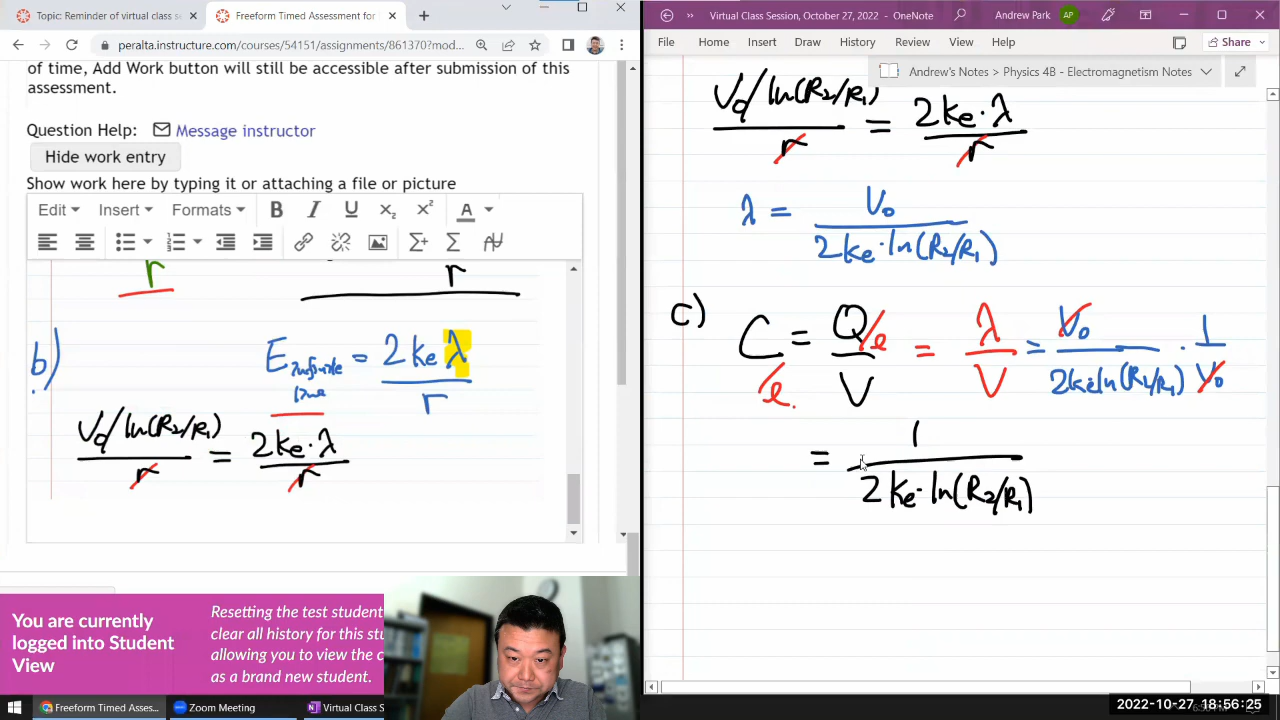 Topic: Reminder of virtual class s
Freeform Timed Assessment for
peralta.instructure.com/courses/54151/assignments/861370?mod...
of time, Add Work button will still be accessible after submission of this
assessment.
Question Help: Message instructor
Hide work entry
Show work here by typing it or attaching a file or picture
Edit Insert Formats B I U X₂ X² A
r
r
b)
E infinite line = 2ke λ / r
V₀/ln(R₂/R₁) / r = 2ke·λ / r
You are currently
logged into Student
View
Resetting the test student
clear all history for this stu
allowing you to view the c
as a brand new student.
Virtual Class Session, October 27, 2022 - OneNote
Andrew Park AP
File Home Insert Draw History Review View Help Share
Andrew's Notes > Physics 4B - Electromagnetism Notes
V₀/ln(R₂/R₁) / r = 2ke·λ / r
λ = V₀ / 2ke·ln(R₂/R₁)
c) C/ℓ = Q/ℓ / V = λ / V = V₀ / 2ke ln(R₂/R₁) · 1 / V₀
= 1 / 2ke·ln(R₂/R₁)
Freeform Timed Asses...
Zoom Meeting
Virtual Class S
2022-10-27 18:56:25